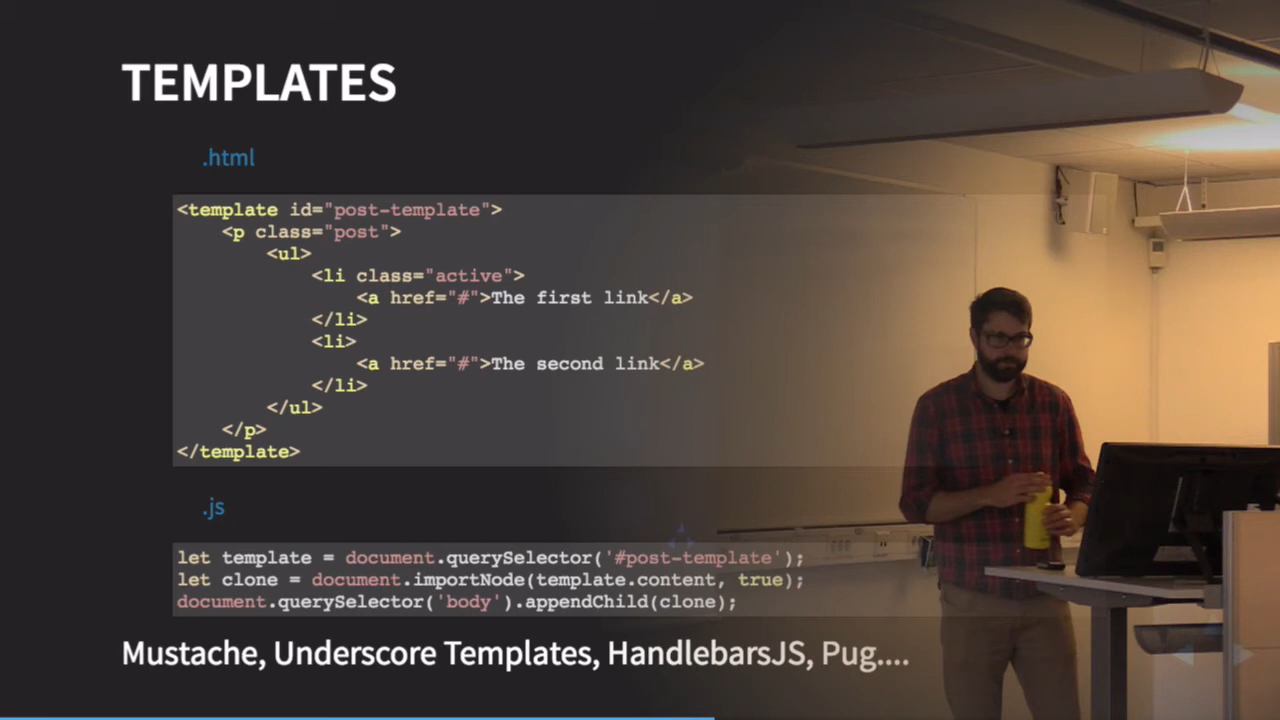 TEMPLATES
.html
<template id="post-template">
    <p class="post">
        <ul>
            <li class="active">
                <a href="#">The first link</a>
            </li>
            <li>
                <a href="#">The second link</a>
            </li>
        </ul>
    </p>
</template>
.js
let template = document.querySelector('#post-template');
let clone = document.importNode(template.content, true);
document.querySelector('body').appendChild(clone);
Mustache, Underscore Templates, HandlebarsJS, Pug....